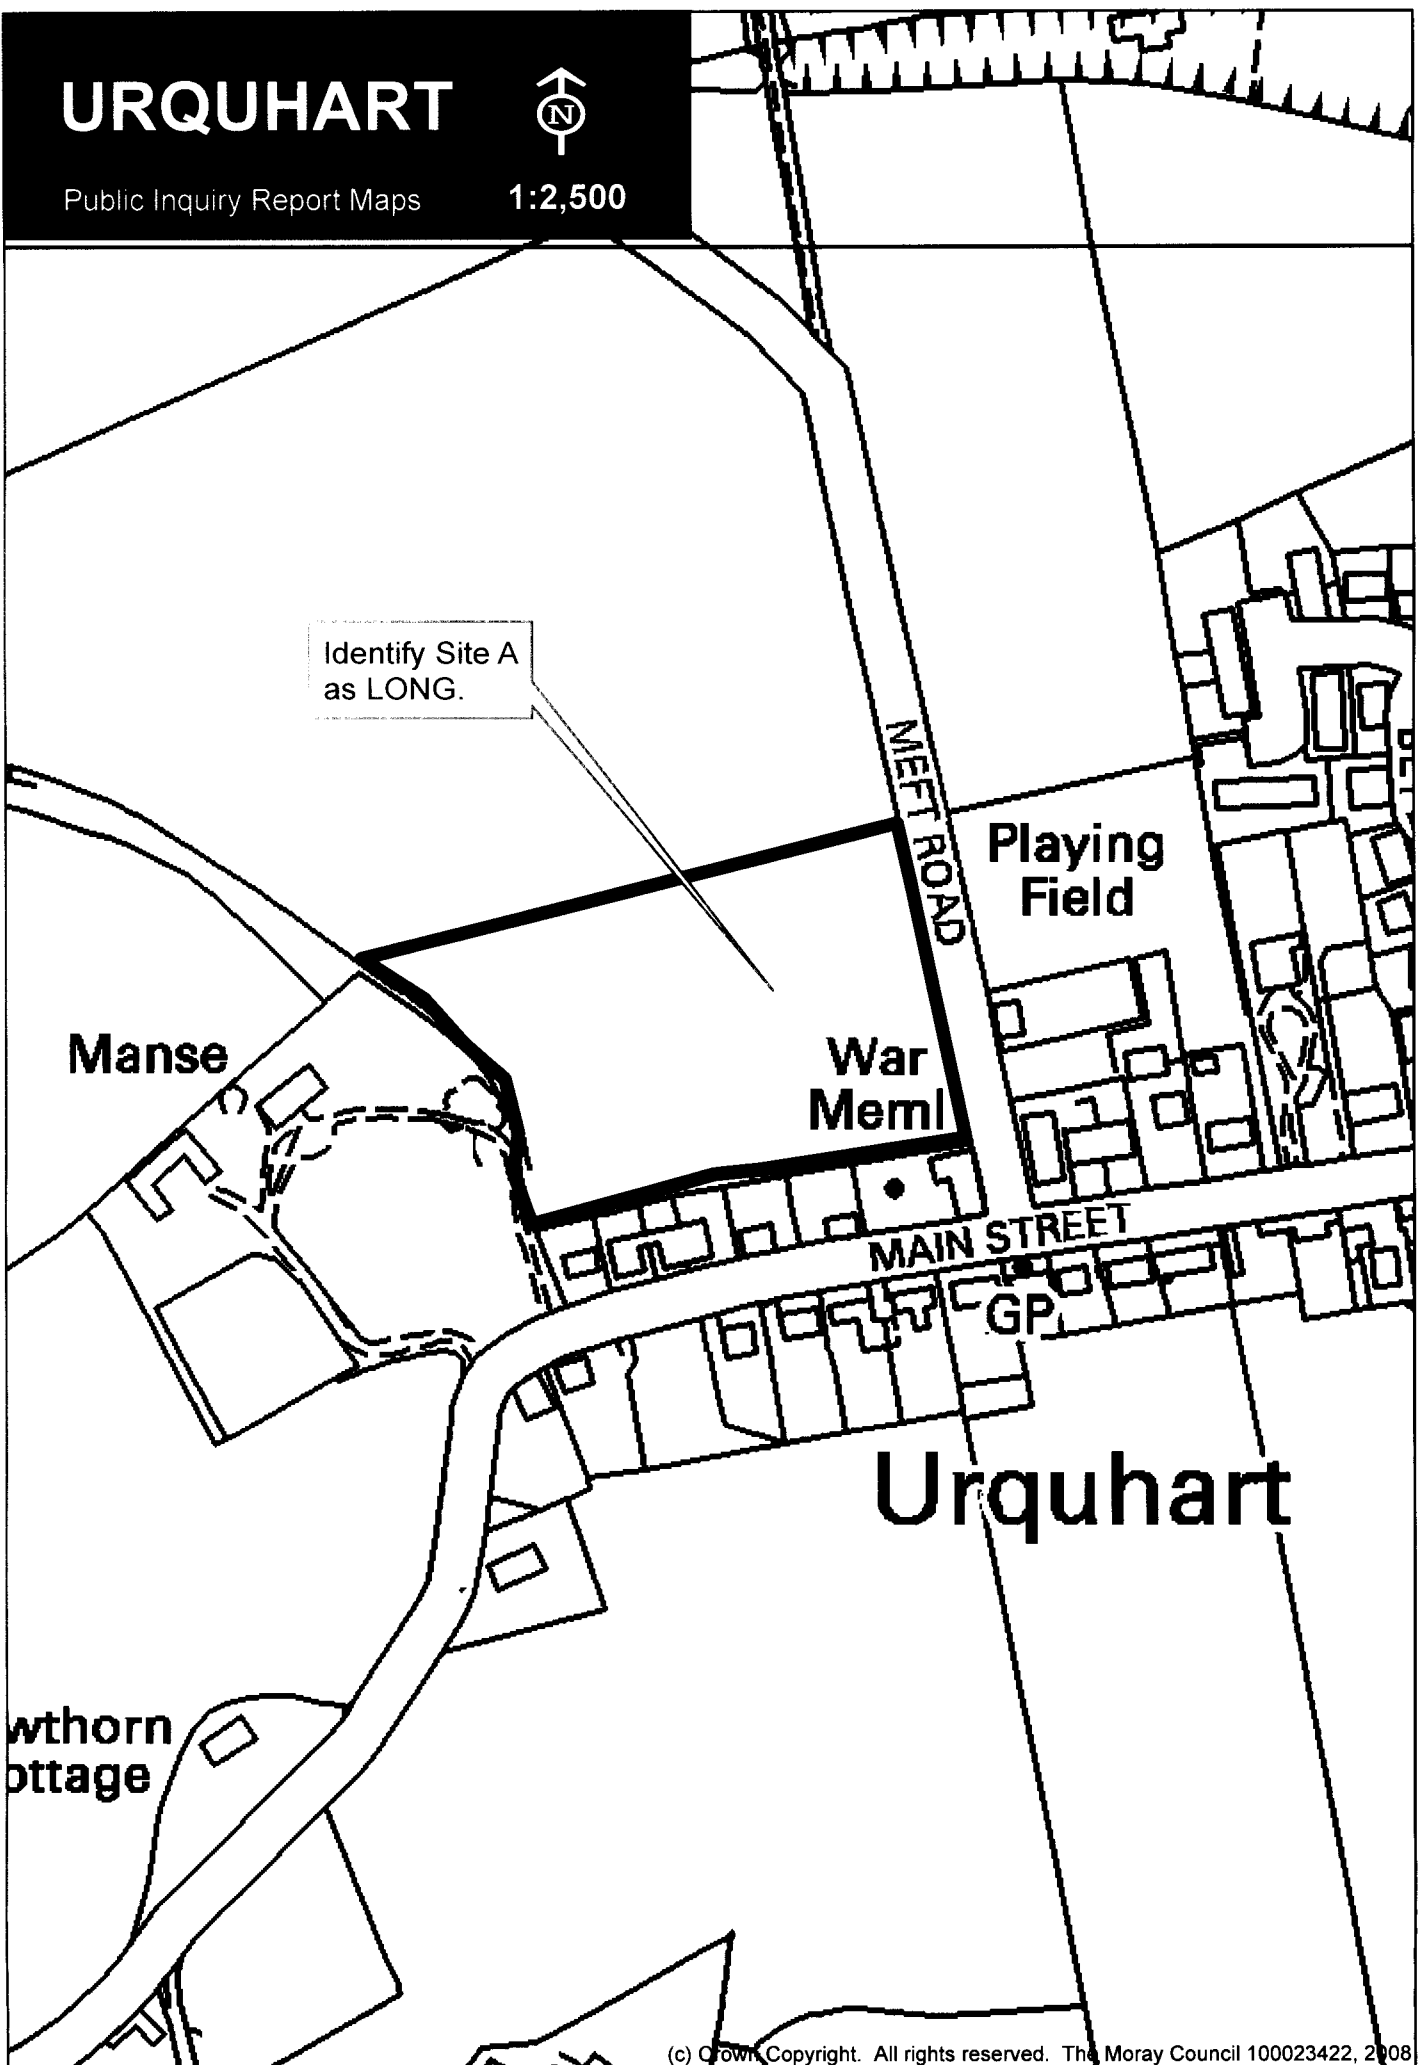 URQUHART
N
Public Inquiry Report Maps 1:2,500
Identify Site A
as LONG.
MEFT ROAD
Playing
Field
Manse
War
Meml
MAIN STREET
GP
Urquhart
wthorn
ottage
(c) Crown Copyright. All rights reserved. The Moray Council 100023422, 2008